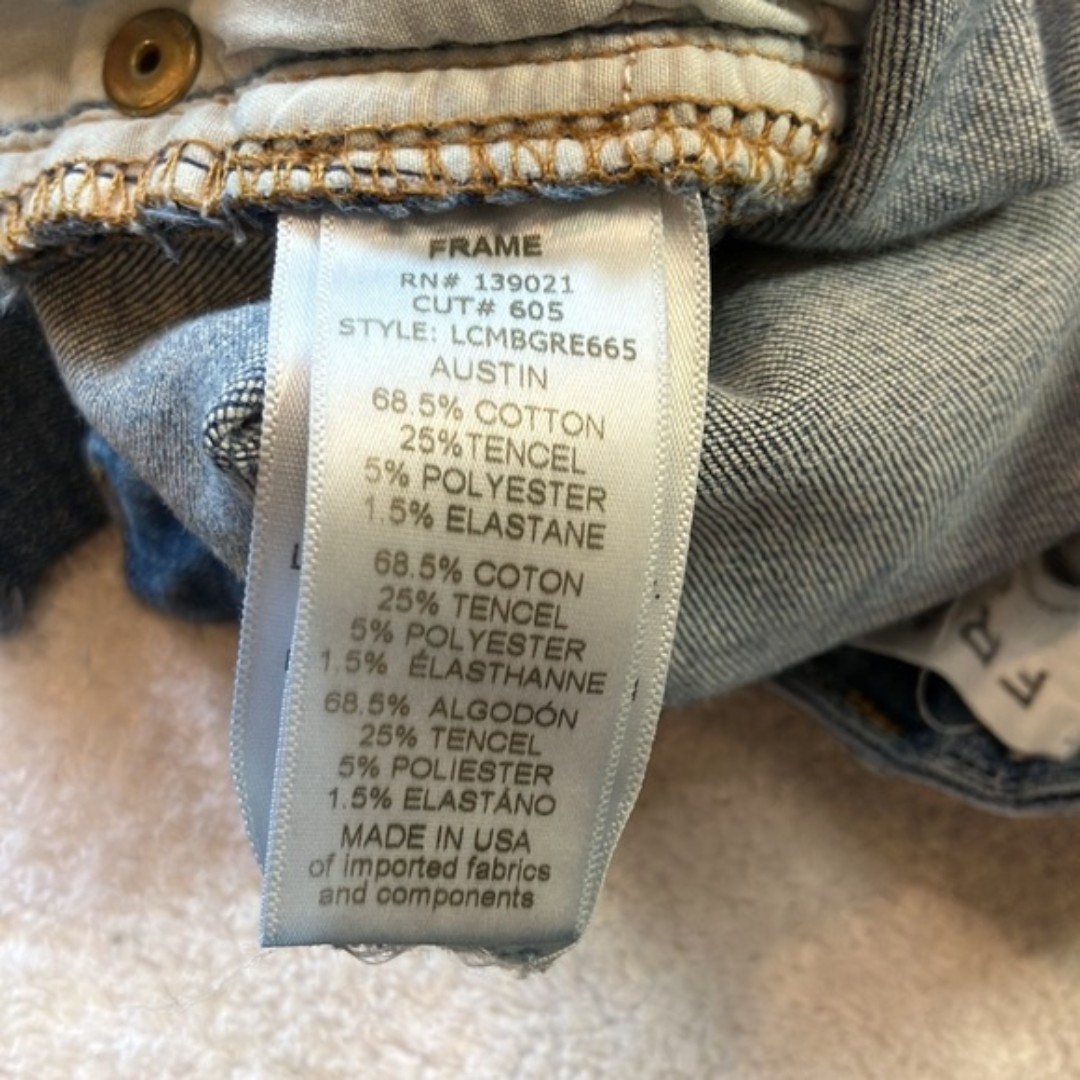 FRAME
RN# 139021
CUT# 605
STYLE: LCMBGRE665
AUSTIN
68.5% COTTON
25%TENCEL
5% POLYESTER
1.5% ELASTANE
68.5% COTON
25% TENCEL
5% POLYESTER
1.5% ÉLASTHANNE
68.5% ALGODÓN
25% TENCEL
5% POLIESTER
1.5% ELASTÁNO
MADE IN USA
of imported fabrics
and components